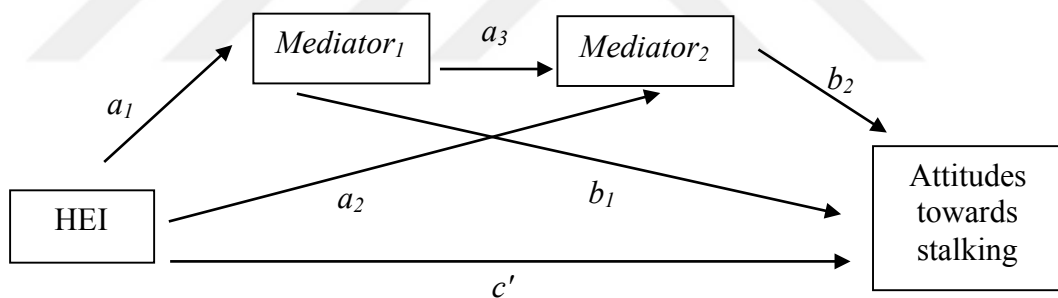 Mediator₁
a₃
Mediator₂
a₁
b₂
HEI
a₂
b₁
Attitudes
towards
stalking
c'